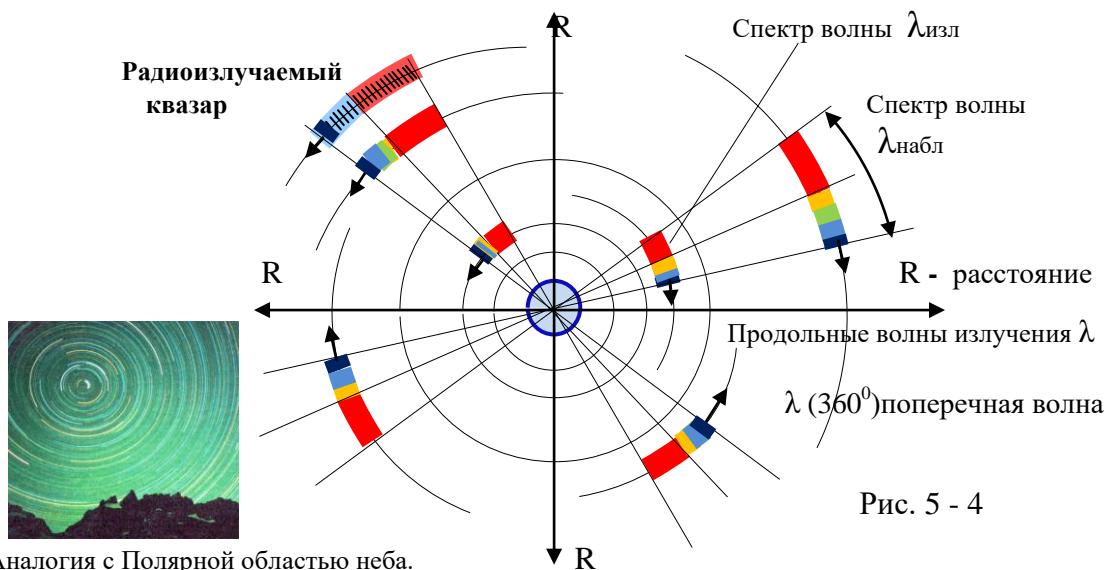 R
Спектр волны λизл
Радиоизлучаемый
квазар
Спектр волны
λнабл
R
R - расстояние
Продольные волны излучения λ
λ (360⁰)поперечная волна
Рис. 5 - 4
Аналогия с Полярной областью неба.
R